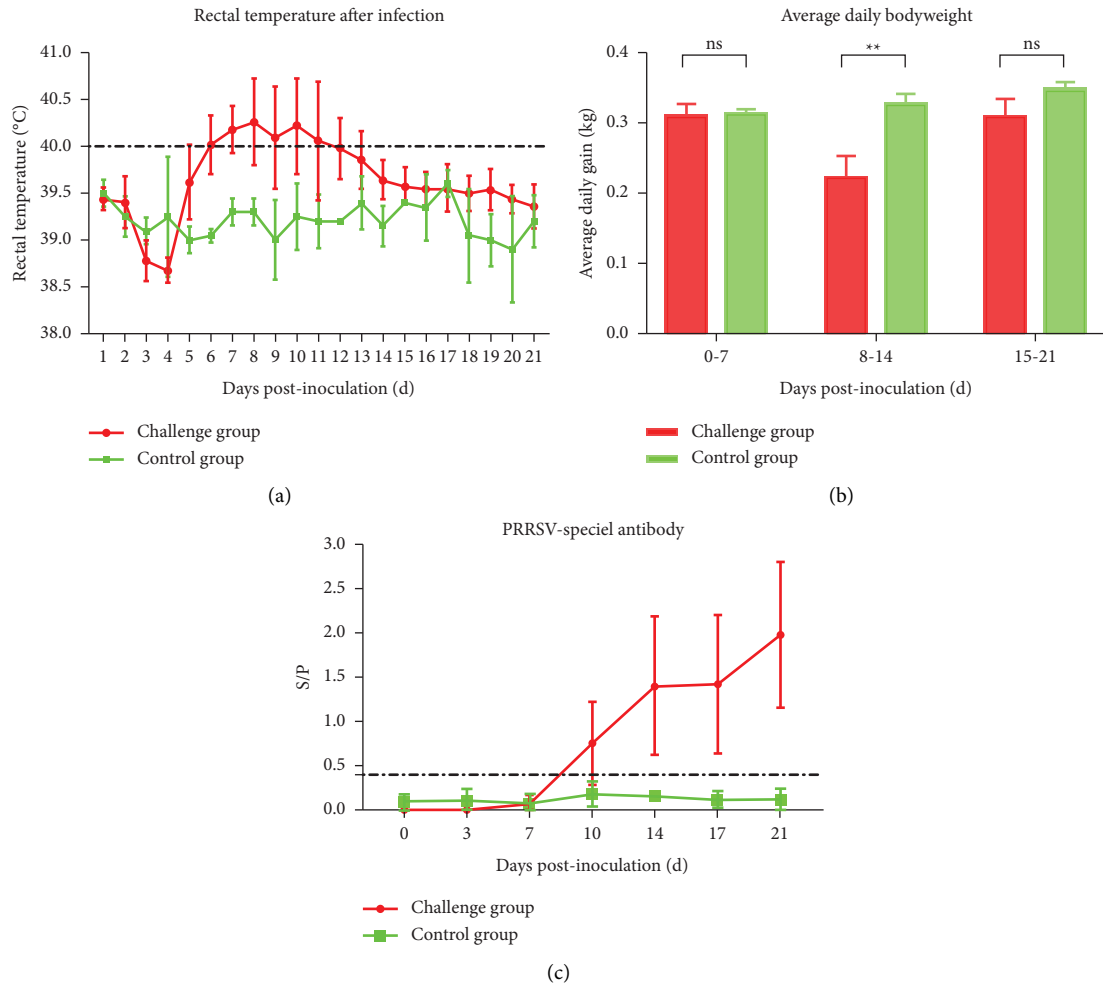 Rectal temperature after infection
41.0
40.5
40.0
39.5
39.0
38.5
38.0
Rectal temperature (°C)
1 2 3 4 5 6 7 8 9 10 11 12 13 14 15 16 17 18 19 20 21
Days post-inoculation (d)
Challenge group
Control group
(a)
Average daily bodyweight
ns
**
ns
0.4
0.3
0.2
0.1
0.0
Average daily gain (kg)
0-7 8-14 15-21
Days post-inoculation (d)
Challenge group
Control group
(b)
PRRSV-speciel antibody
3.0
2.5
2.0
1.5
1.0
0.5
0.0
S/P
0 3 7 10 14 17 21
Days post-inoculation (d)
Challenge group
Control group
(c)